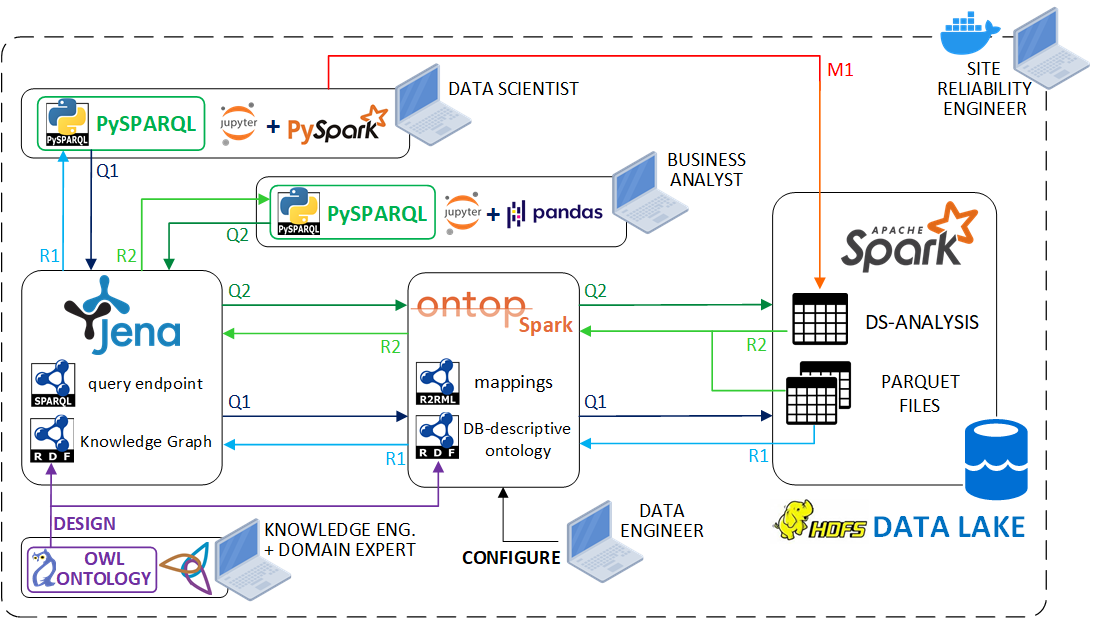 SITE
RELIABILITY
ENGINEER
M1
DATA SCIENTIST
PySPARQL
PySPARQL
jupyter
+
PySpark
Q1
BUSINESS
ANALYST
PySPARQL
PySPARQL
jupyter
+
pandas
R1
R2
Q2
Jena
query endpoint
SPARQL
Knowledge Graph
RDF
Q2
R2
Q1
R1
ontop
Spark
mappings
R2RML
DB-descriptive
ontology
RDF
Q2
R2
Q1
R1
APACHE
Spark
DS-ANALYSIS
PARQUET
FILES
HDFS
DATA LAKE
DESIGN
OWL
ONTOLOGY
KNOWLEDGE ENG.
+ DOMAIN EXPERT
CONFIGURE
DATA
ENGINEER